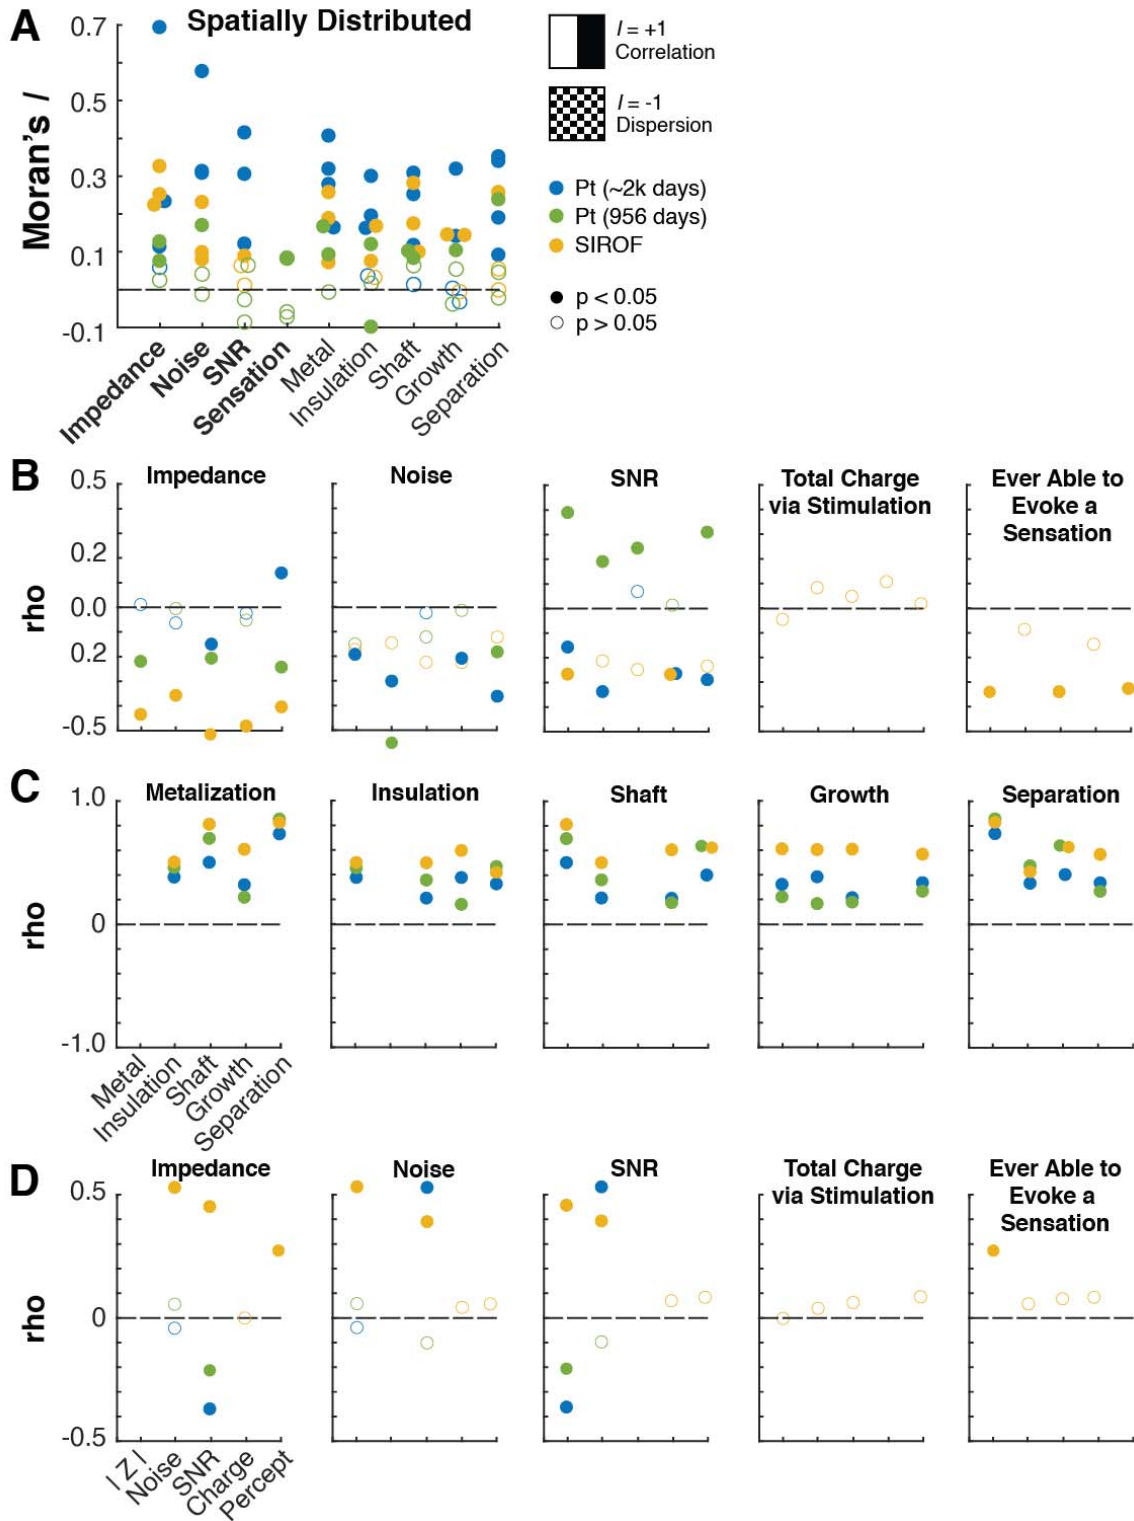 A
Spatially Distributed
Moran's I
0.7
0.5
0.3
0.1
-0.1
Impedance
Noise
SNR
Sensation
Metal
Insulation
Shaft
Growth
Separation
I = +1
Correlation
I = -1
Dispersion
Pt (~2k days)
Pt (956 days)
SIROF
p < 0.05
p > 0.05
B
Impedance
Noise
SNR
Total Charge
via Stimulation
Ever Able to
Evoke a
Sensation
rho
0.5
0.2
0.0
0.2
-0.5
C
Metalization
Insulation
Shaft
Growth
Separation
rho
1.0
0
-1.0
Metal
Insulation
Shaft
Growth
Separation
D
Impedance
Noise
SNR
Total Charge
via Stimulation
Ever Able to
Evoke a
Sensation
rho
0.5
0
-0.5
| Z |
Noise
SNR
Charge
Percept